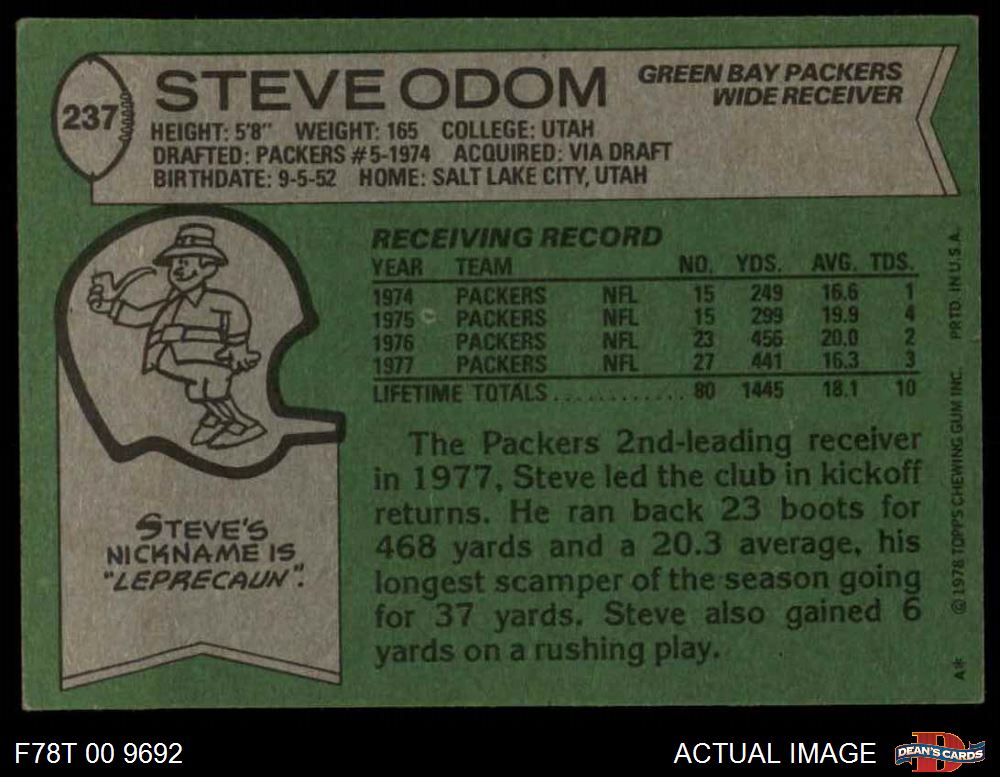 237
STEVE ODOM
GREEN BAY PACKERS
WIDE RECEIVER
HEIGHT: 5'8" WEIGHT: 165 COLLEGE: UTAH
DRAFTED: PACKERS #5-1974 ACQUIRED: VIA DRAFT
BIRTHDATE: 9-5-52 HOME: SALT LAKE CITY, UTAH
RECEIVING RECORD
YEAR TEAM NO. YDS. AVG. TDS.
1974 PACKERS NFL 15 249 16.6 1
1975 PACKERS NFL 15 299 19.9 4
1976 PACKERS NFL 23 456 20.0 2
1977 PACKERS NFL 27 441 16.3 3
LIFETIME TOTALS............ 80 1445 18.1 10
The Packers 2nd-leading receiver
in 1977, Steve led the club in kickoff
returns. He ran back 23 boots for
468 yards and a 20.3 average, his
longest scamper of the season going
for 37 yards. Steve also gained 6
yards on a rushing play.
STEVE'S
NICKNAME IS
"LEPRECAUN".
A* © 1978 TOPPS CHEWING GUM INC. PRTD. IN U.S.A.
F78T 00 9692
ACTUAL IMAGE
D
DEAN'S CARDS